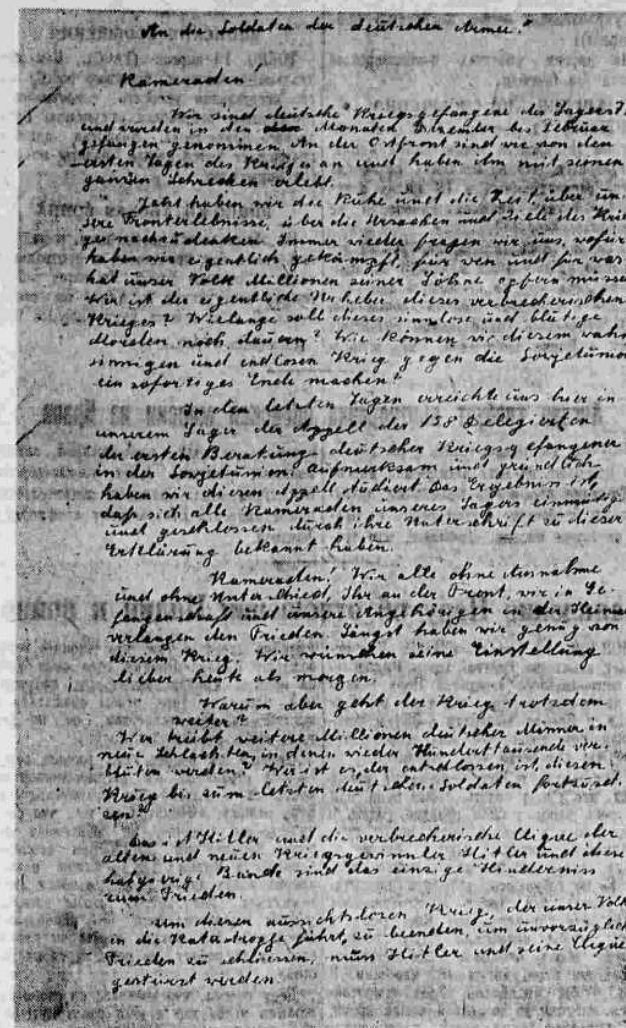 An die Soldaten der deutschen Armee!
Kameraden!
Wir sind deutsche Kriegsgefangene des Lagers
und wurden in den Monaten Dezember bis Februar
gefangen genommen. An der Ostfront sind wir von den
ersten Tagen des Krieges an und haben ihn mit seinen
ganzen Schrecken erlebt.
Jetzt haben wir die Ruhe und die Zeit, über un-
sere Fronterlebnisse, über die Ursachen und Ziele des Krie-
ges nachzudenken. Immer wieder fragen wir uns, wofür
haben wir eigentlich gekämpft, für wen und für was
hat unser Volk Millionen seiner Söhne opfern müssen
Wer ist der eigentliche Urheber dieses verbrecherischen
Krieges? Wielange soll dieses sinnlose und blutige
Morden noch dauern? Wie können wir diesem wahn
sinnigen und endlosen Krieg gegen die Sowjetunion
ein sofortiges Ende machen?
In den letzten Tagen erreichte uns hier in
unserem Lager der Appell der 158 Delegierten
der ersten Beratung deutscher Kriegsgefangener
in der Sowjetunion. Aufmerksam und gründlich
haben wir diesen Appell studiert. Das Ergebnis ist,
daß sich alle Kameraden unseres Lagers einmütig
und geschlossen durch ihre Unterschrift zu dieser
Erklärung bekannt haben.
Kameraden! Wir alle ohne Ausnahme
und ohne Unterschied, Ihr an der Front, wir in Ge-
fangenschaft und unsere Angehörigen in der Heimat
verlangen den Frieden. Längst haben wir genug von
diesem Krieg. Wir wünschen seine Einstellung
lieber heute als morgen.
Warum aber geht der Krieg trotzdem
weiter?
Wer treibt weitere Millionen deutscher Männer in
neue Schlachten, in denen wieder Hunderttausende ver-
bluten werden? Wer ist es, der entschlossen ist, diesen
Krieg bis zum letzten deutschen Soldaten fortzuset-
zen?
Das ist Hitler und die verbrecherische Clique der
alten und neuen Kriegsgewinnler. Hitler und diese
habgierige Bande sind das einzige Hinderniss
zum Frieden.
Um diesen aussichtslosen Krieg, der unser Volk
in die Katastrophe führt, zu beenden, um unverzüglich
Frieden zu schliessen, muss Hitler und seine Clique
gestürzt werden.